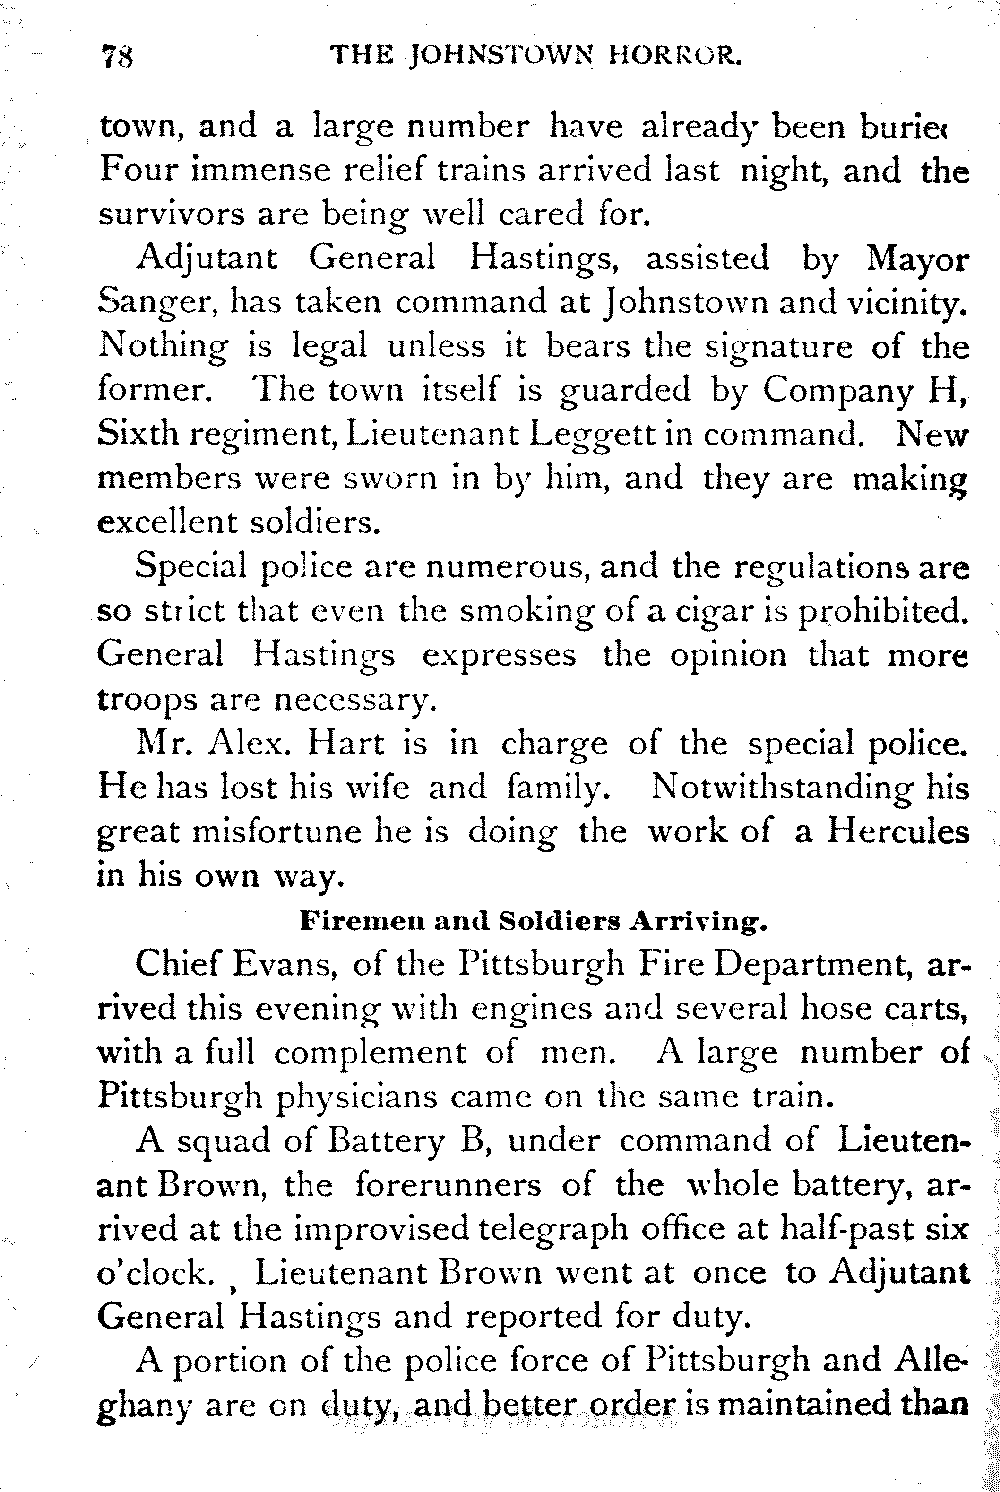 78 THE JOHNSTOWN HORROR.
town, and a large number have already been burie
Four immense relief trains arrived last night, and the
survivors are being well cared for.
Adjutant General Hastings, assisted by Mayor
Sanger, has taken command at Johnstown and vicinity.
Nothing is legal unless it bears the signature of the
former. The town itself is guarded by Company H,
Sixth regiment, Lieutenant Leggett in command. New
members were sworn in by him, and they are making
excellent soldiers.
Special police are numerous, and the regulations are
so strict that even the smoking of a cigar is prohibited.
General Hastings expresses the opinion that more
troops are necessary.
Mr. Alex. Hart is in charge of the special police.
He has lost his wife and family. Notwithstanding his
great misfortune he is doing the work of a Hercules
in his own way.
Firemen and Soldiers Arriving.
Chief Evans, of the Pittsburgh Fire Department, ar-
rived this evening with engines and several hose carts,
with a full complement of men. A large number of
Pittsburgh physicians came on the same train.
A squad of Battery B, under command of Lieuten-
ant Brown, the forerunners of the whole battery, ar-
rived at the improvised telegraph office at half-past six
o'clock. Lieutenant Brown went at once to Adjutant
General Hastings and reported for duty.
A portion of the police force of Pittsburgh and Alle-
ghany are on duty, and better order is maintained than